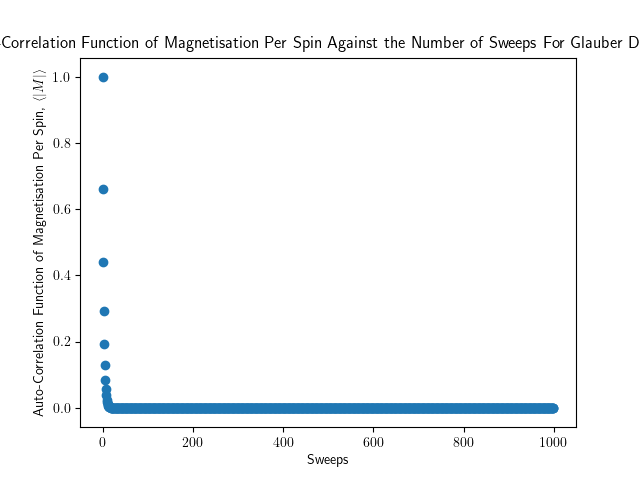 -Correlation Function of Magnetisation Per Spin Against the Number of Sweeps For Glauber D
Auto-Correlation Function of Magnetisation Per Spin, ⟨|M|⟩
1.0
0.8
0.6
0.4
0.2
0.0
0 200 400 600 800 1000
Sweeps